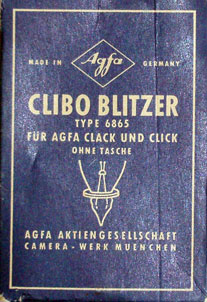 MADE IN Agfa GERMANY
CLIBO BLITZER
TYPE 6865
FÜR AGFA CLACK UND CLICK
OHNE TASCHE
AGFA AKTIENGESELLSCHAFT
CAMERA - WERK MUENCHEN